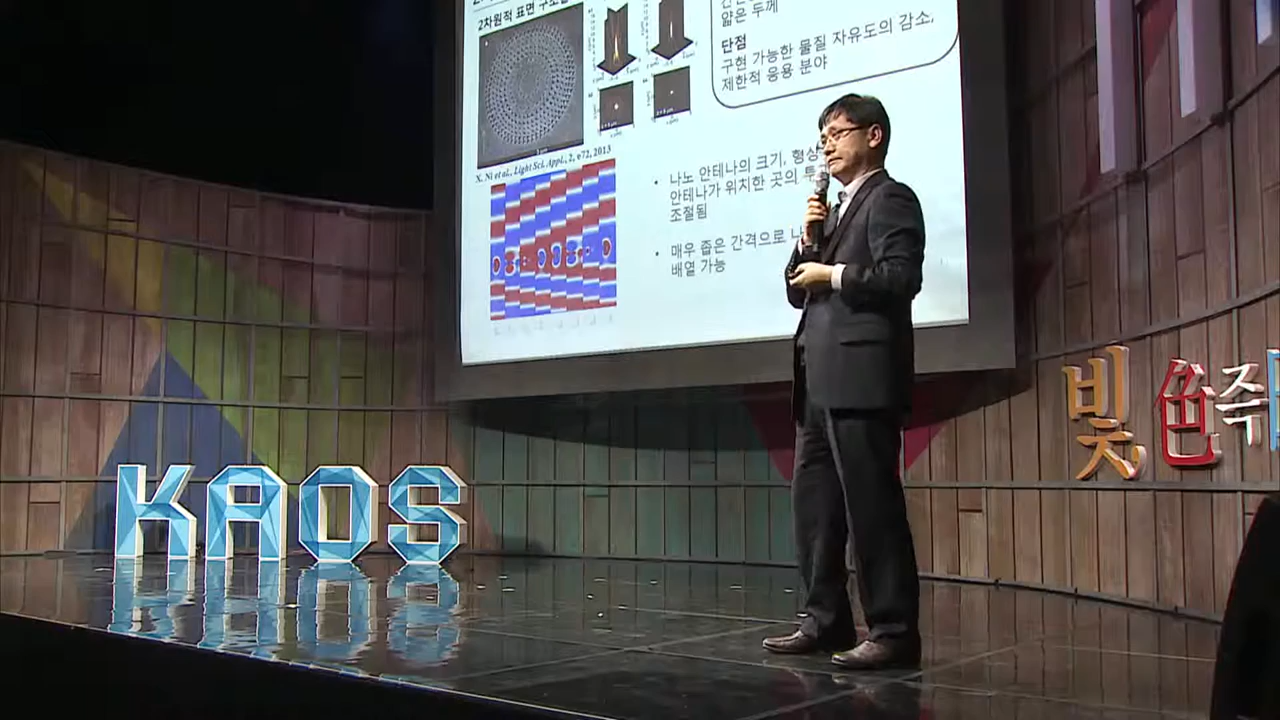 2차원적 표면
얇은 두께
단점
구현 가능한 물질 자유도의 감소,
제한적 응용 분야
X. Ni et al., Light Sci. Appl., 2, e72, 2013
• 나노 안테나의 크기, 형상
안테나가 위치한 곳의
조절됨
• 매우 좁은 간격으로
배열 가능
KAOS
빛 色 주